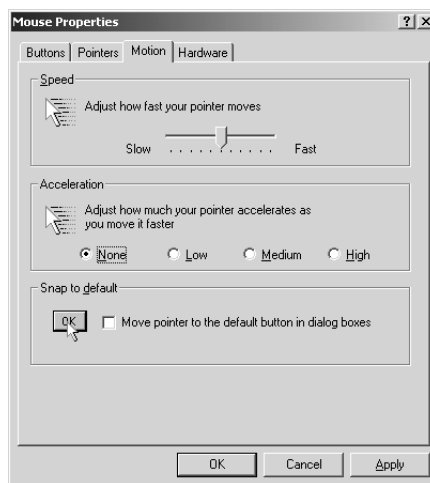 Mouse Properties
? X
Buttons Pointers Motion Hardware
Speed
Adjust how fast your pointer moves
Slow Fast
Acceleration
Adjust how much your pointer accelerates as
you move it faster
None Low Medium High
Snap to default
OK Move pointer to the default button in dialog boxes
OK Cancel Apply